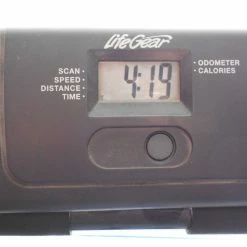 LifeGear
SCAN •
SPEED •
DISTANCE •
TIME •
4:19
• ODOMETER
• CALORIES